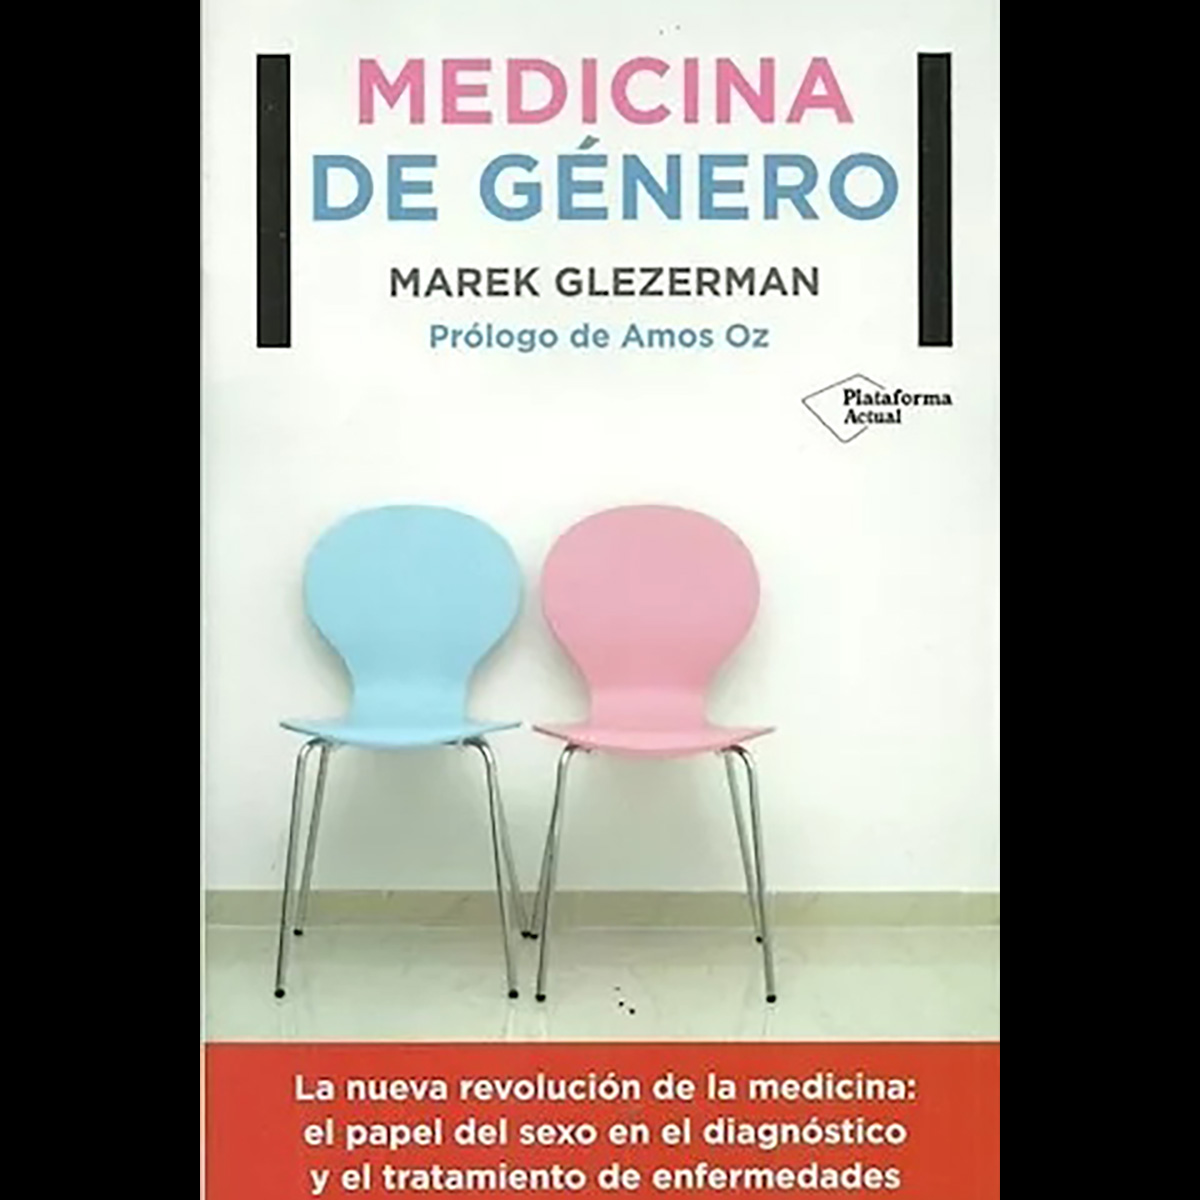 MEDICINA
DE GÉNERO
MAREK GLEZERMAN
Prólogo de Amos Oz
Plataforma
Actual
La nueva revolución de la medicina:
el papel del sexo en el diagnóstico
y el tratamiento de enfermedades